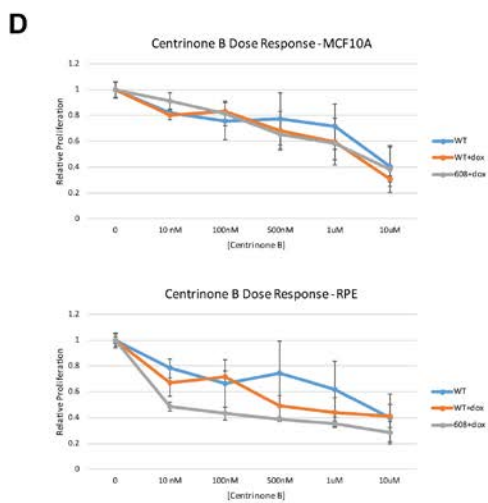 D
Centrinone B Dose Response - MCF10A
1.2
1
0.8
0.6
0.4
0.2
0
Relative Proliferation
0 10 nM 100nM 500nM 1uM 10uM
[Centrinone B]
WT
WT+dox
608+dox
Centrinone B Dose Response - RPE
1.2
1
0.8
0.6
0.4
0.2
0
Relative Proliferation
0 10 nM 100nM 500nM 1uM 10uM
[Centrinone B]
WT
WT+dox
608+dox